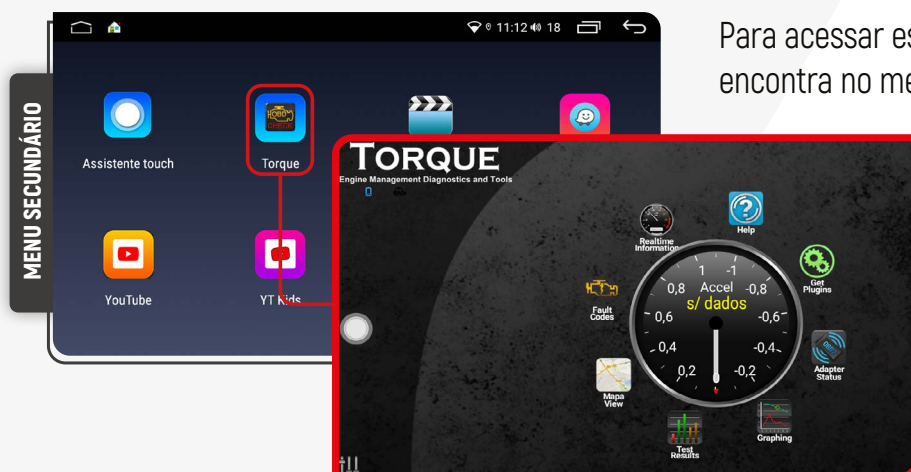 11:12 18
Para acessar es
encontra no me
MENU SECUNDÁRIO
Assistente touch
Torque
YouTube
YT Kids
TORQUE
Engine Management Diagnostics and Tools
Realtime
Information
Help
Get
Plugins
Fault
Codes
Adapter
Status
Mapa
View
Graphing
Test
Results
1 -1
0,8 Accel -0,8
s/ dados
0,6 -0,6
0,4 -0,4
0,2 -0,2